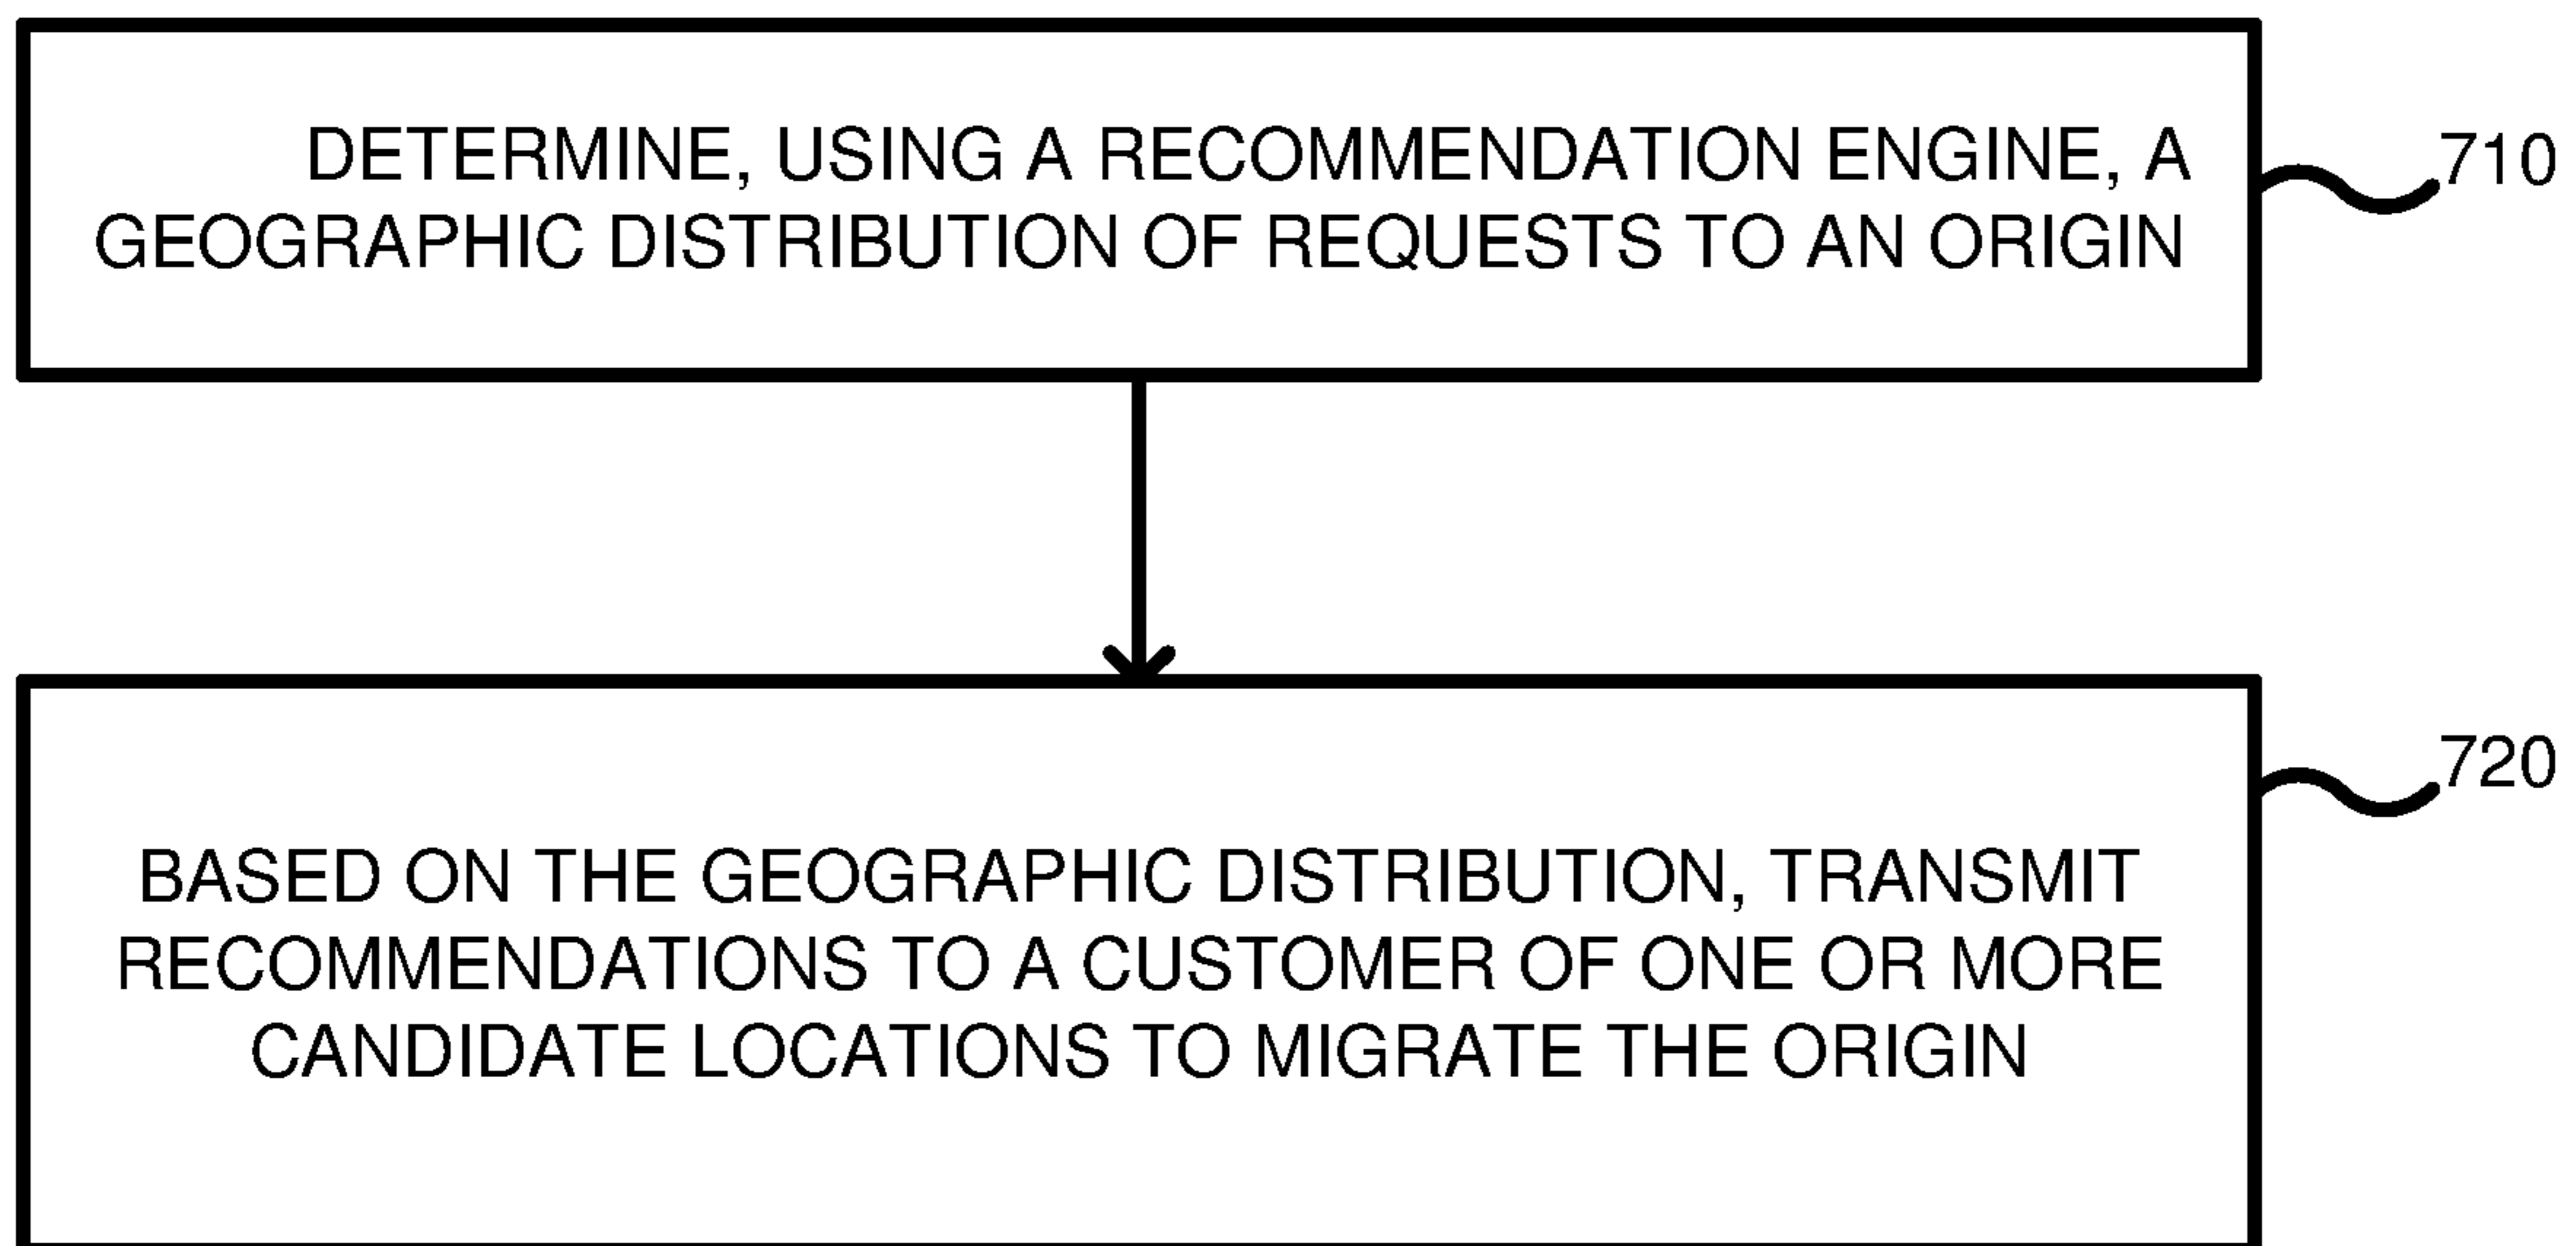 DETERMINE, USING A RECOMMENDATION ENGINE, A
GEOGRAPHIC DISTRIBUTION OF REQUESTS TO AN ORIGIN
710
BASED ON THE GEOGRAPHIC DISTRIBUTION, TRANSMIT
RECOMMENDATIONS TO A CUSTOMER OF ONE OR MORE
CANDIDATE LOCATIONS TO MIGRATE THE ORIGIN
720